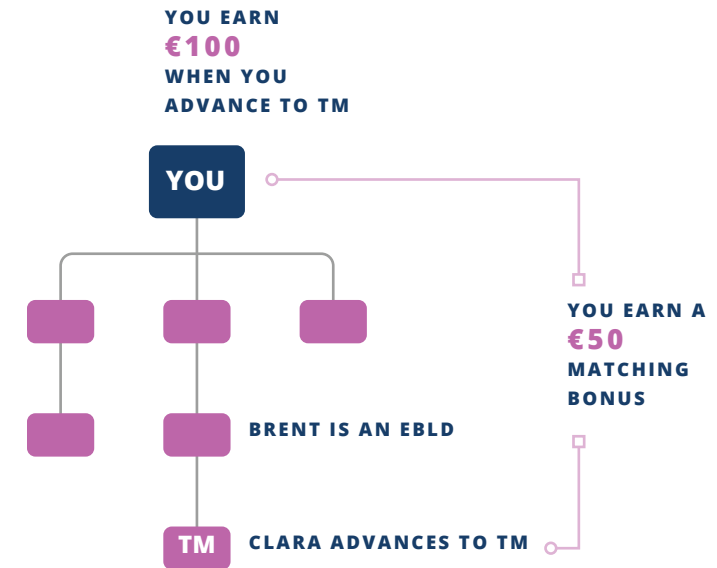 YOU EARN
€100
WHEN YOU
ADVANCE TO TM
YOU
YOU EARN A
€50
MATCHING
BONUS
BRENT IS AN EBLD
TM
CLARA ADVANCES TO TM